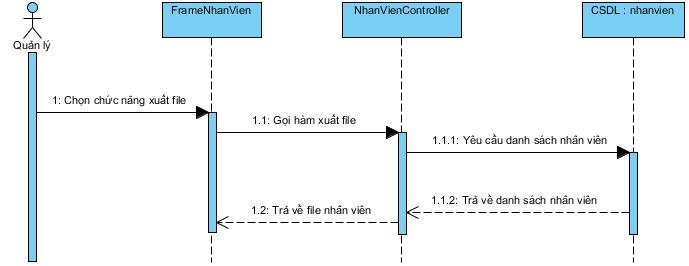 FrameNhanVien
NhanVienController
CSDL : nhanvien
Quản lý
1: Chọn chức năng xuất file
1.1: Gọi hàm xuất file
1.1.1: Yêu cầu danh sách nhân viên
1.1.2: Trả về danh sách nhân viên
1.2: Trả về file nhân viên